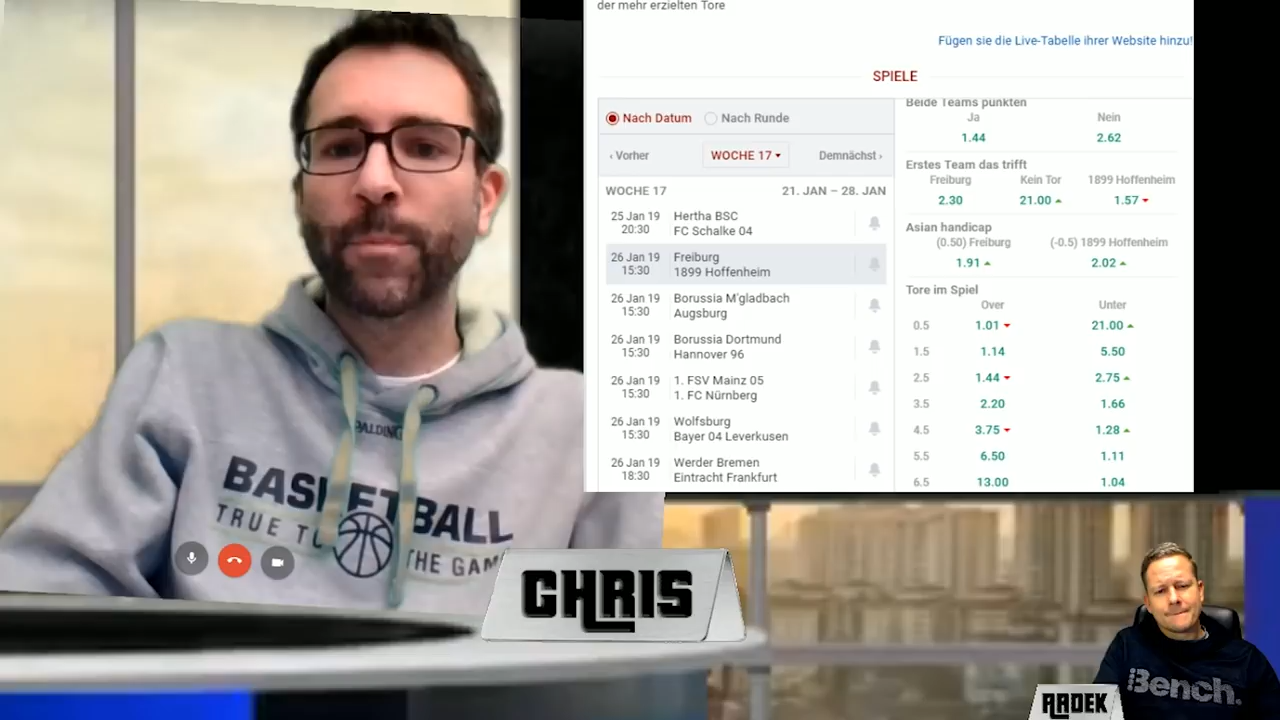 der mehr erzielten Tore
Fügen sie die Live-Tabelle ihrer Website hinzu!
SPIELE
Nach Datum Nach Runde
‹ Vorher WOCHE 17 Demnächst ›
WOCHE 17 21. JAN – 28. JAN
25 Jan 19 Hertha BSC
20:30 FC Schalke 04
26 Jan 19 Freiburg
15:30 1899 Hoffenheim
26 Jan 19 Borussia M'gladbach
15:30 Augsburg
26 Jan 19 Borussia Dortmund
15:30 Hannover 96
26 Jan 19 1. FSV Mainz 05
15:30 1. FC Nürnberg
26 Jan 19 Wolfsburg
15:30 Bayer 04 Leverkusen
26 Jan 19 Werder Bremen
18:30 Eintracht Frankfurt
Beide Teams punkten
Ja Nein
1.44 2.62
Erstes Team das trifft
Freiburg Kein Tor 1899 Hoffenheim
2.30 21.00 1.57
Asian handicap
(0.50) Freiburg (-0.5) 1899 Hoffenheim
1.91 2.02
Tore im Spiel
Over Unter
0.5 1.01 21.00
1.5 1.14 5.50
2.5 1.44 2.75
3.5 2.20 1.66
4.5 3.75 1.28
5.5 6.50 1.11
6.5 13.00 1.04
PALDING
BASKETBALL
TRUE TO THE GAM
CHRIS
Bench.
RADEK